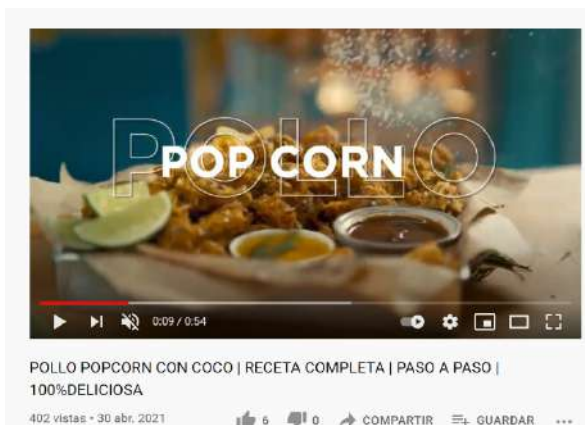 POLLO
POP CORN
0:09 / 0:54
POLLO POPCORN CON COCO | RECETA COMPLETA | PASO A PASO |
100%DELICIOSA
402 vistas • 30 abr. 2021 6 0 COMPARTIR GUARDAR ...